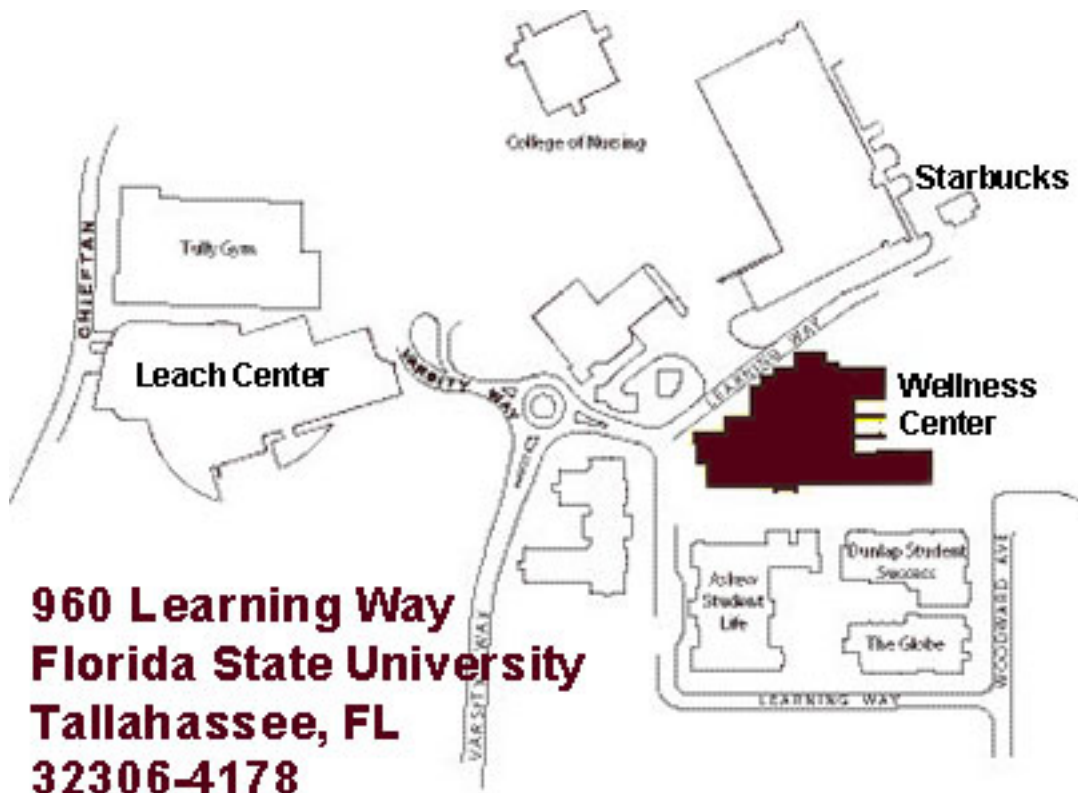 College of Nursing
Starbucks
Tully Gym
CHIEFTAN
Leach Center
VARSITY WAY
LEARNING WAY
Wellness
Center
Askew
Student
Life
Dunlap Student
Success
The Globe
WOODWARD AVE
LEARNING WAY
VARSITY WAY
960 Learning Way
Florida State University
Tallahassee, FL
32306-4178